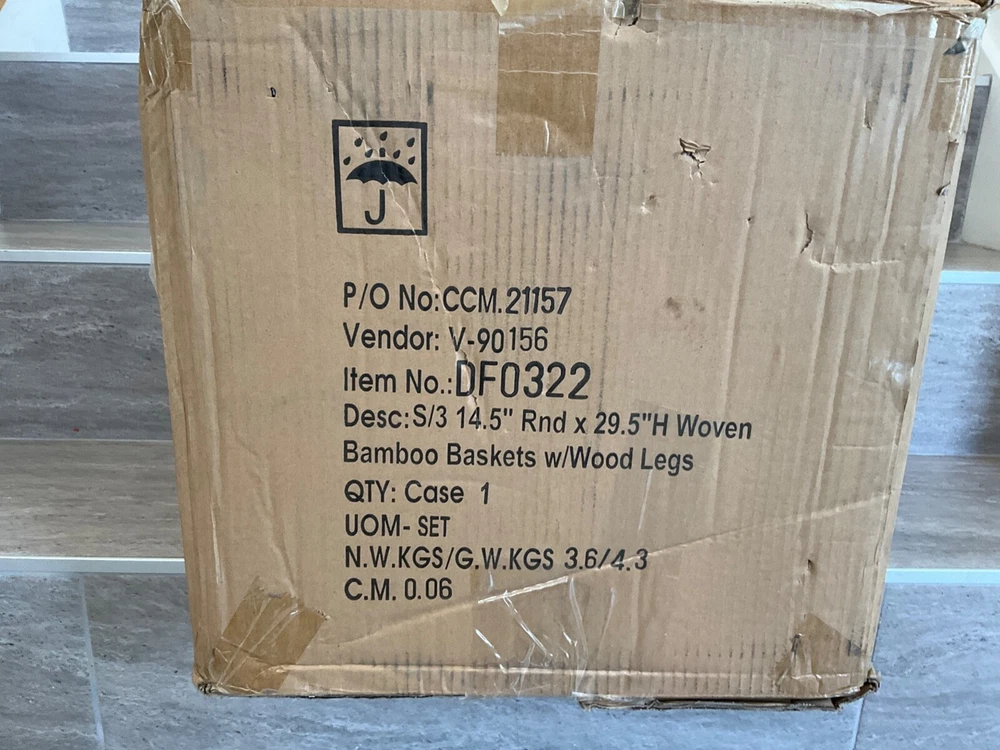 P/O No:CCM.21157
Vendor: V-90156
Item No.:DF0322
Desc:S/3 14.5" Rnd x 29.5"H Woven
Bamboo Baskets w/Wood Legs
QTY: Case 1
UOM- SET
N.W.KGS/G.W.KGS 3.6/4.3
C.M. 0.06